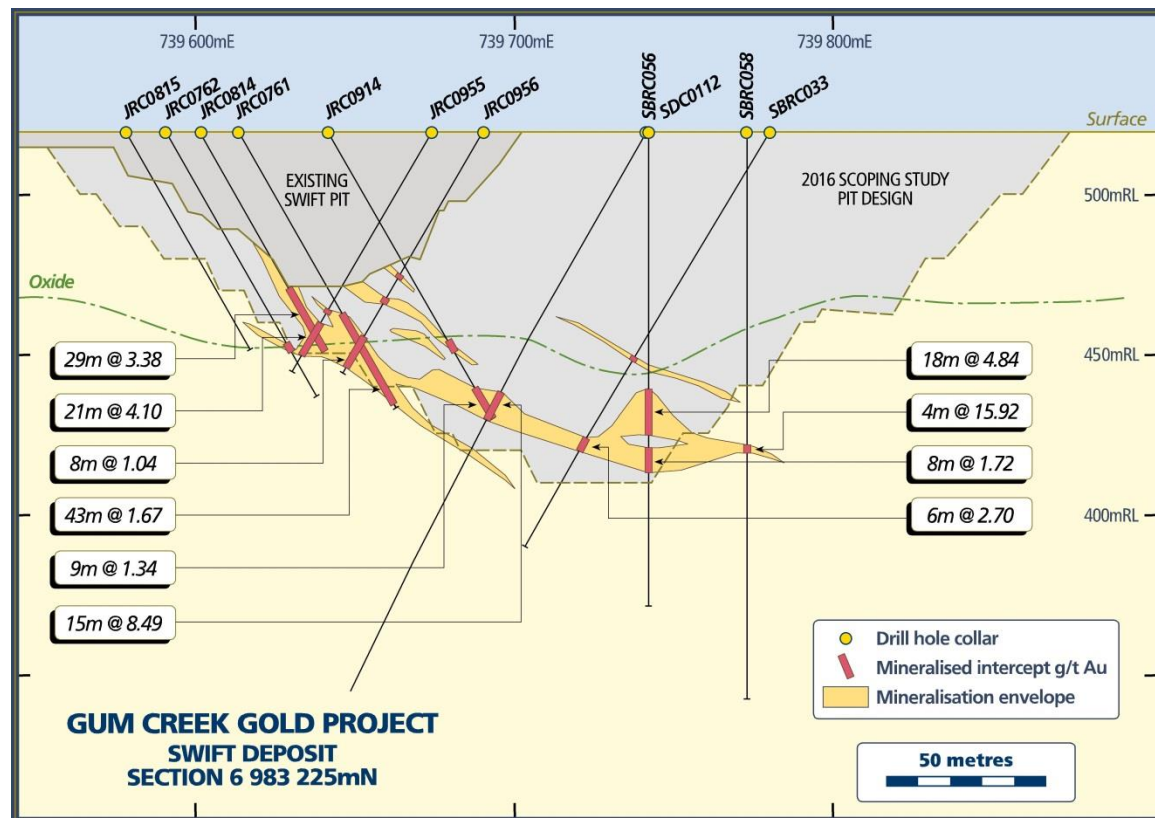 739 600mE
739 700mE
739 800mE
JRC0815
JRC0762
JRC0814
JRC0761
JRC0914
JRC0955
JRC0956
SBRC056
SDC0112
SBRC058
SBRC033
Surface
EXISTING
SWIFT PIT
2016 SCOPING STUDY
PIT DESIGN
500mRL
Oxide
450mRL
400mRL
29m @ 3.38
21m @ 4.10
8m @ 1.04
43m @ 1.67
9m @ 1.34
15m @ 8.49
18m @ 4.84
4m @ 15.92
8m @ 1.72
6m @ 2.70
Drill hole collar
Mineralised intercept g/t Au
Mineralisation envelope
GUM CREEK GOLD PROJECT
SWIFT DEPOSIT
SECTION 6 983 225mN
50 metres